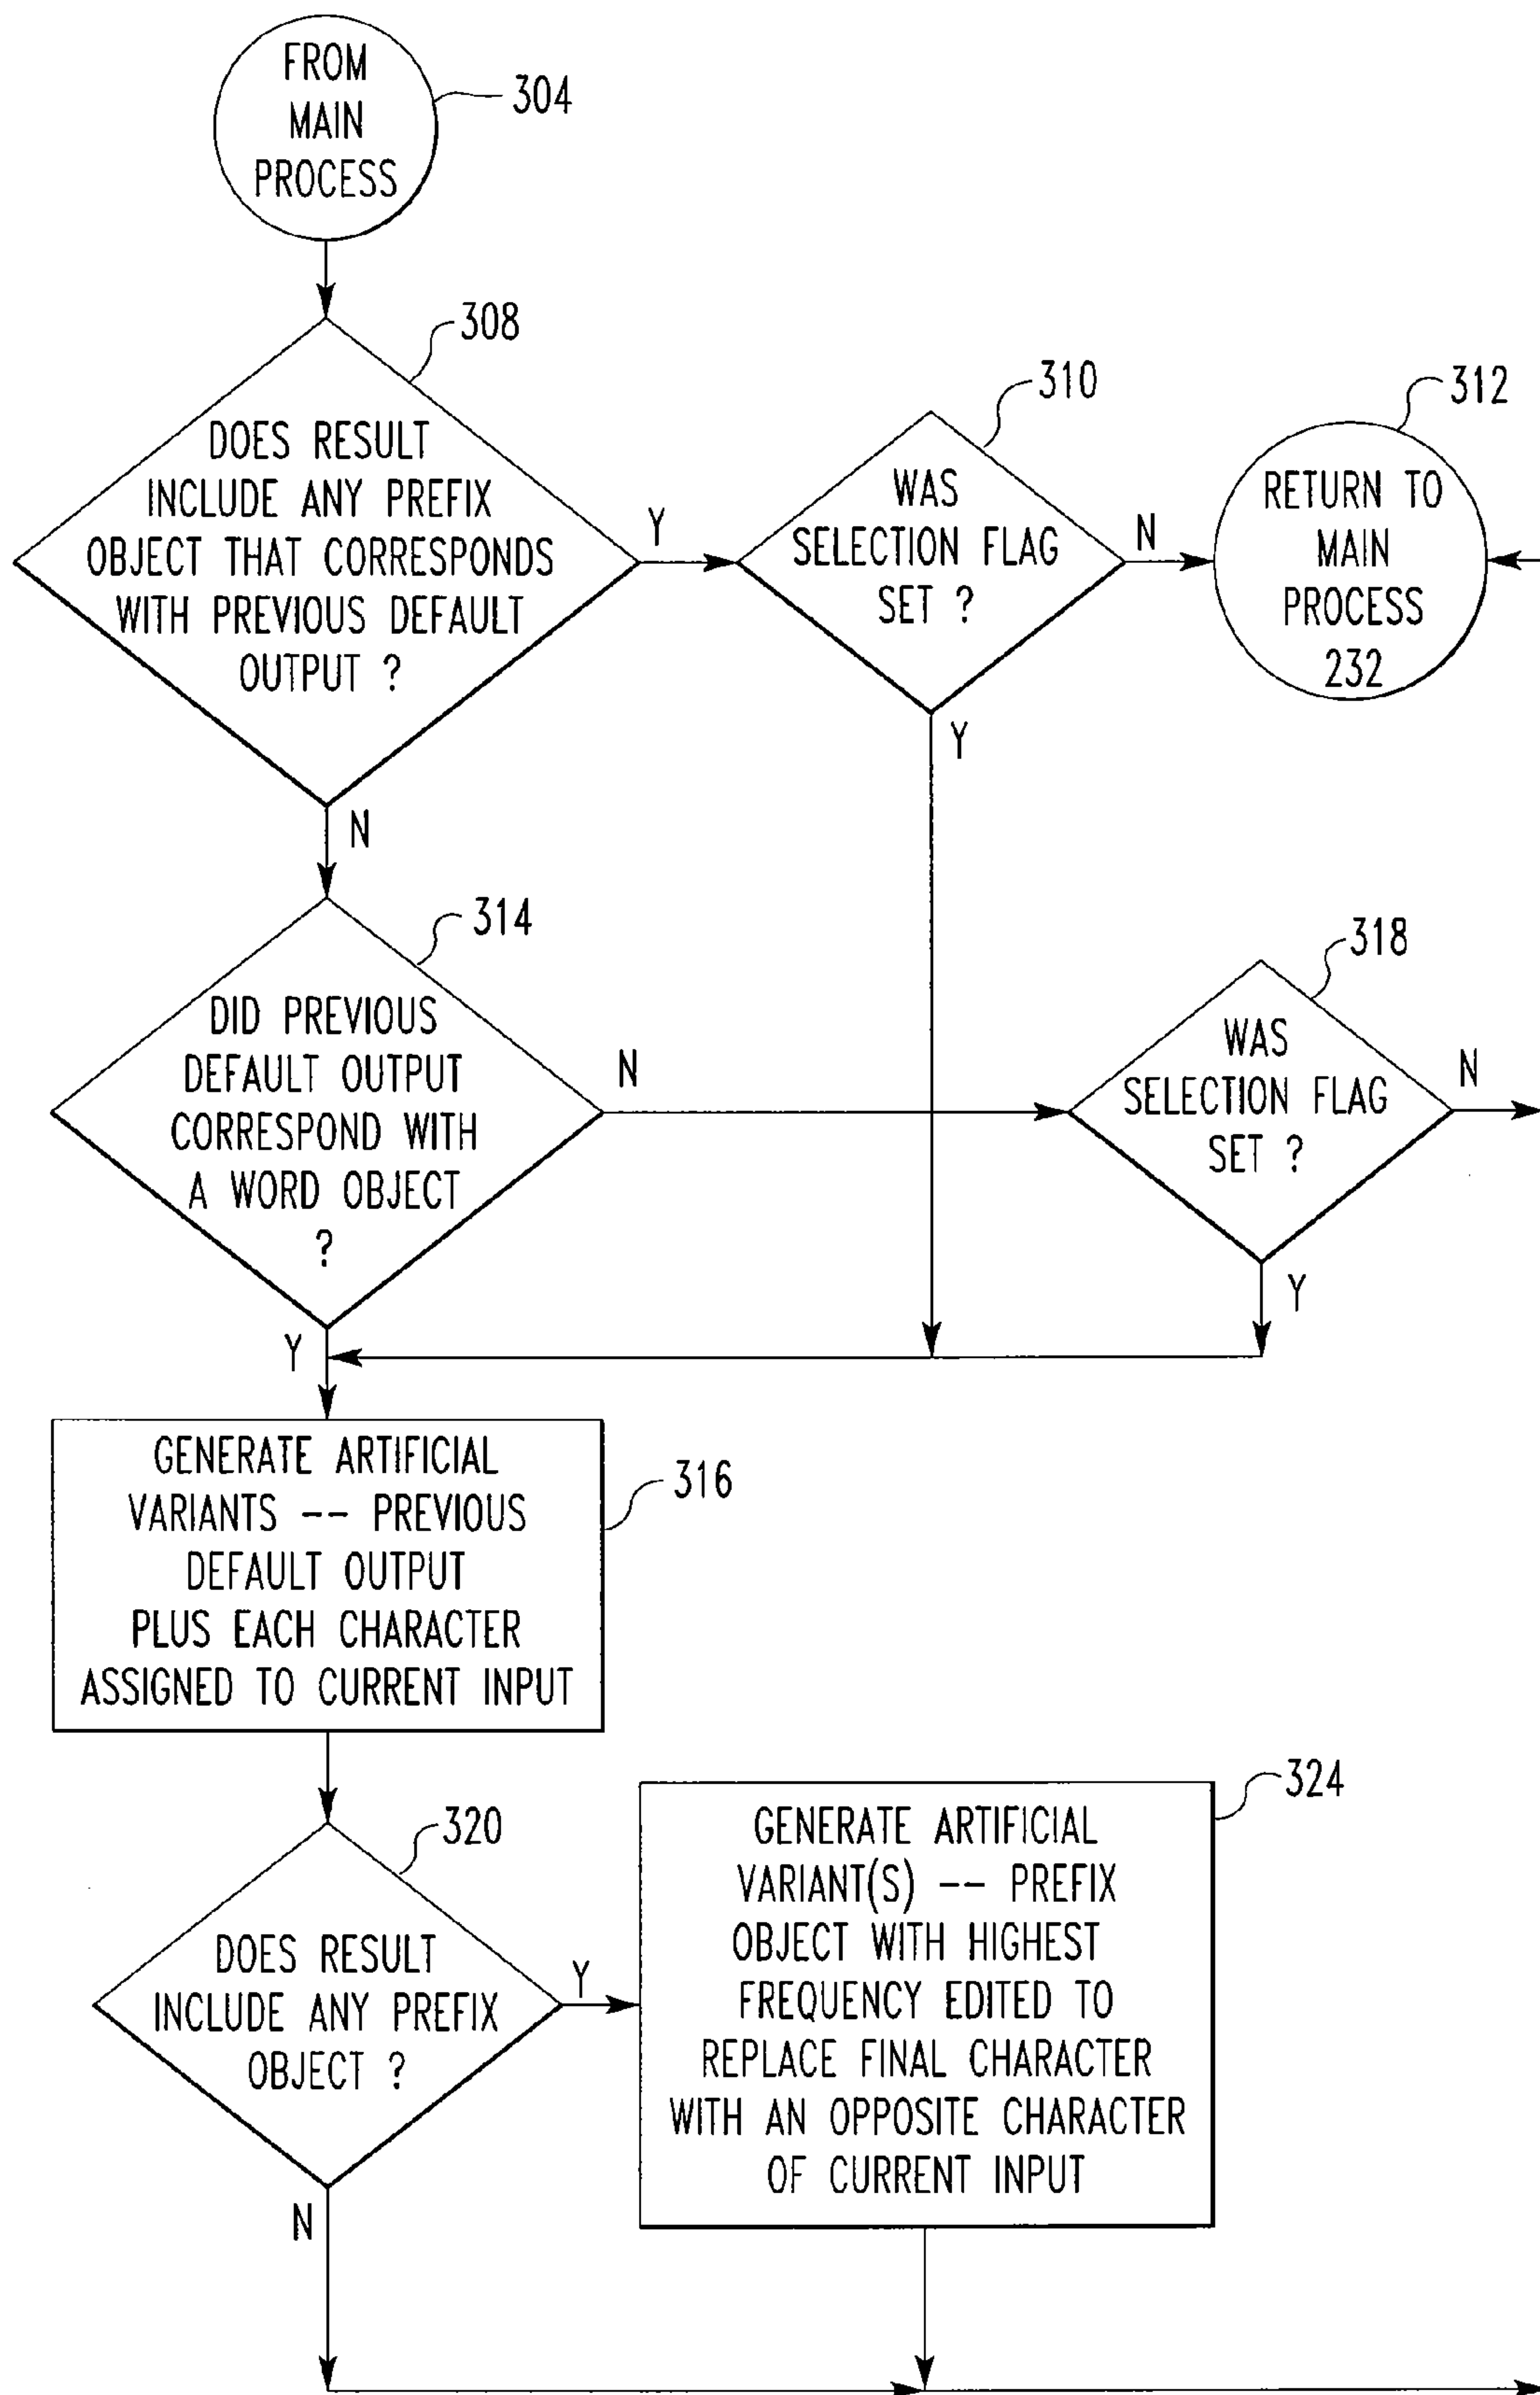 FROM
MAIN
PROCESS
304
308
DOES RESULT
INCLUDE ANY PREFIX
OBJECT THAT CORRESPONDS
WITH PREVIOUS DEFAULT
OUTPUT ?
Y
N
310
WAS
SELECTION FLAG
SET ?
N
Y
312
RETURN TO
MAIN
PROCESS
232
314
DID PREVIOUS
DEFAULT OUTPUT
CORRESPOND WITH
A WORD OBJECT
?
N
Y
318
WAS
SELECTION FLAG
SET ?
N
Y
GENERATE ARTIFICIAL
VARIANTS -- PREVIOUS
DEFAULT OUTPUT
PLUS EACH CHARACTER
ASSIGNED TO CURRENT INPUT
316
320
DOES RESULT
INCLUDE ANY PREFIX
OBJECT ?
Y
N
324
GENERATE ARTIFICIAL
VARIANT(S) -- PREFIX
OBJECT WITH HIGHEST
FREQUENCY EDITED TO
REPLACE FINAL CHARACTER
WITH AN OPPOSITE CHARACTER
OF CURRENT INPUT